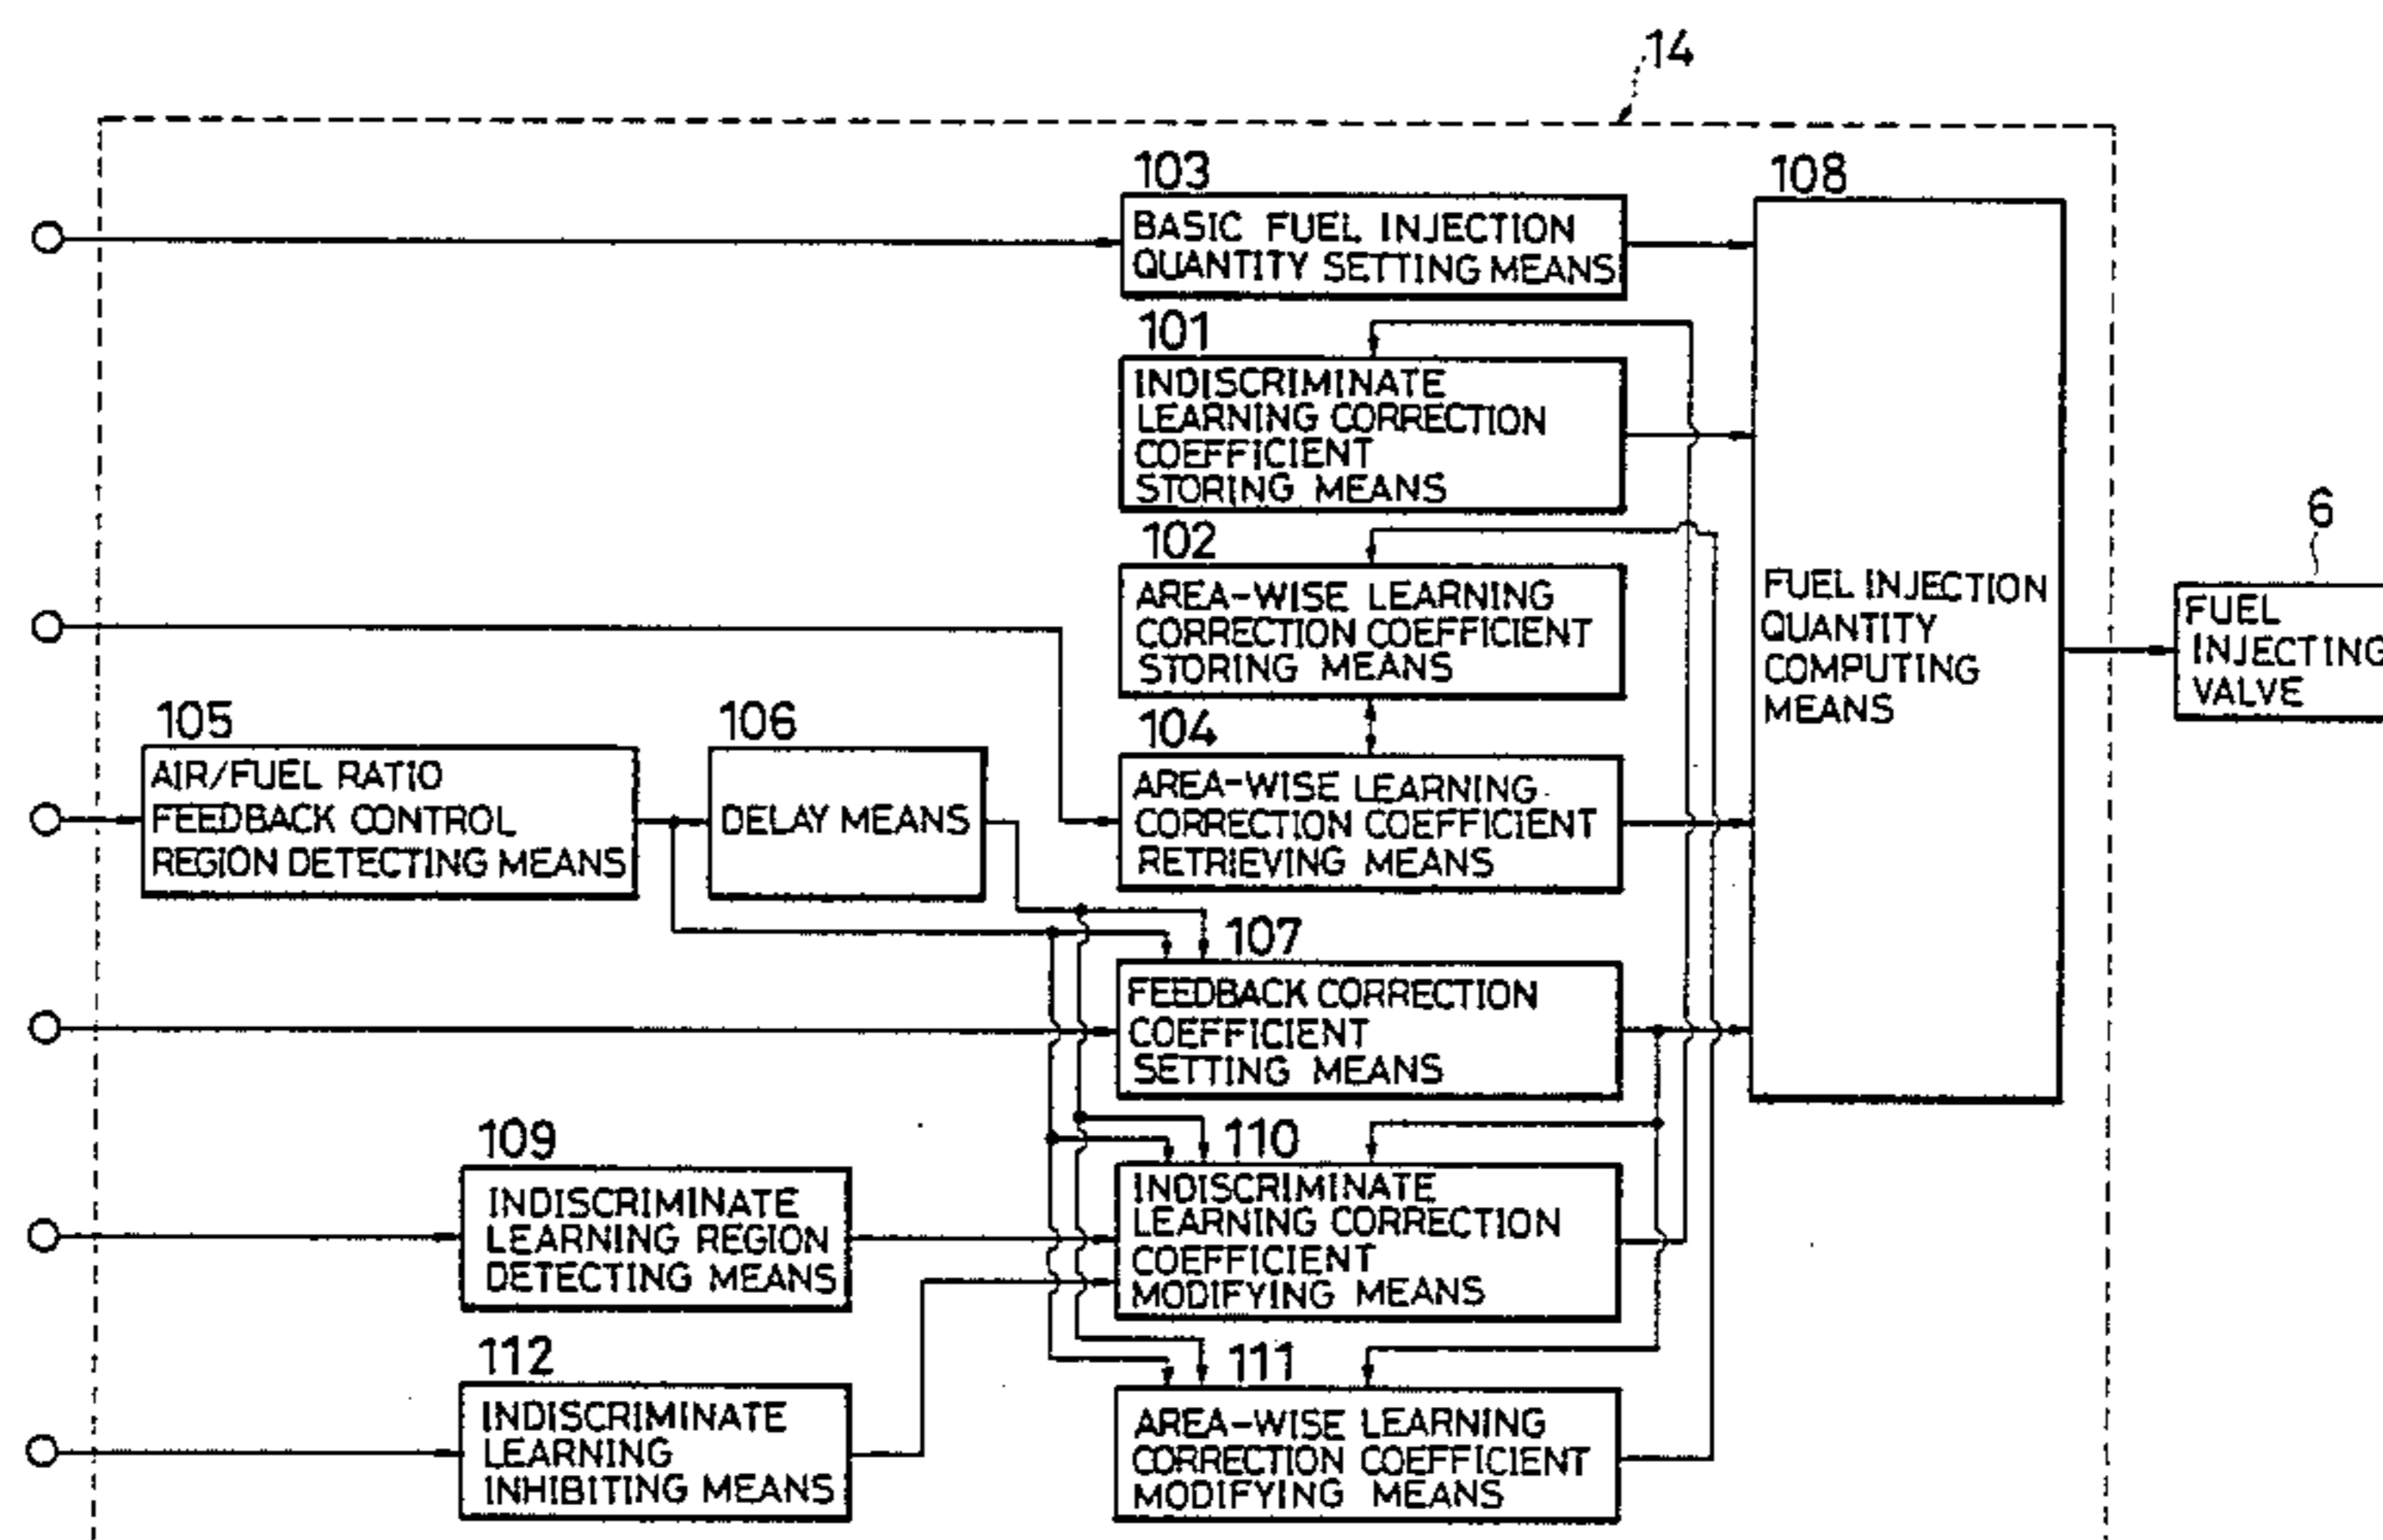 14
103
BASIC FUEL INJECTION
QUANTITY SETTING MEANS
108
FUEL INJECTION
QUANTITY
COMPUTING
MEANS
101
INDISCRIMINATE
LEARNING CORRECTION
COEFFICIENT
STORING MEANS
6
FUEL
INJECTING
VALVE
102
AREA-WISE LEARNING
CORRECTION COEFFICIENT
STORING MEANS
105
AIR/FUEL RATIO
FEEDBACK CONTROL
REGION DETECTING MEANS
106
DELAY MEANS
104
AREA-WISE LEARNING
CORRECTION COEFFICIENT
RETRIEVING MEANS
107
FEEDBACK CORRECTION
COEFFICIENT
SETTING MEANS
109
INDISCRIMINATE
LEARNING REGION
DETECTING MEANS
110
INDISCRIMINATE
LEARNING CORRECTION
COEFFICIENT
MODIFYING MEANS
112
INDISCRIMINATE
LEARNING
INHIBITING MEANS
111
AREA-WISE LEARNING
CORRECTION COEFFICIENT
MODIFYING MEANS